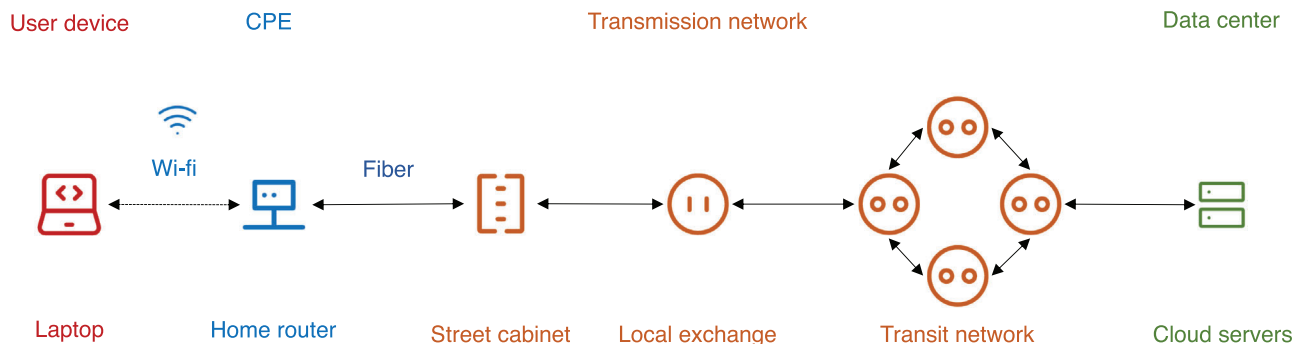 User device
CPE
Transmission network
Data center
Wi-fi
Fiber
Laptop
Home router
Street cabinet
Local exchange
Transit network
Cloud servers